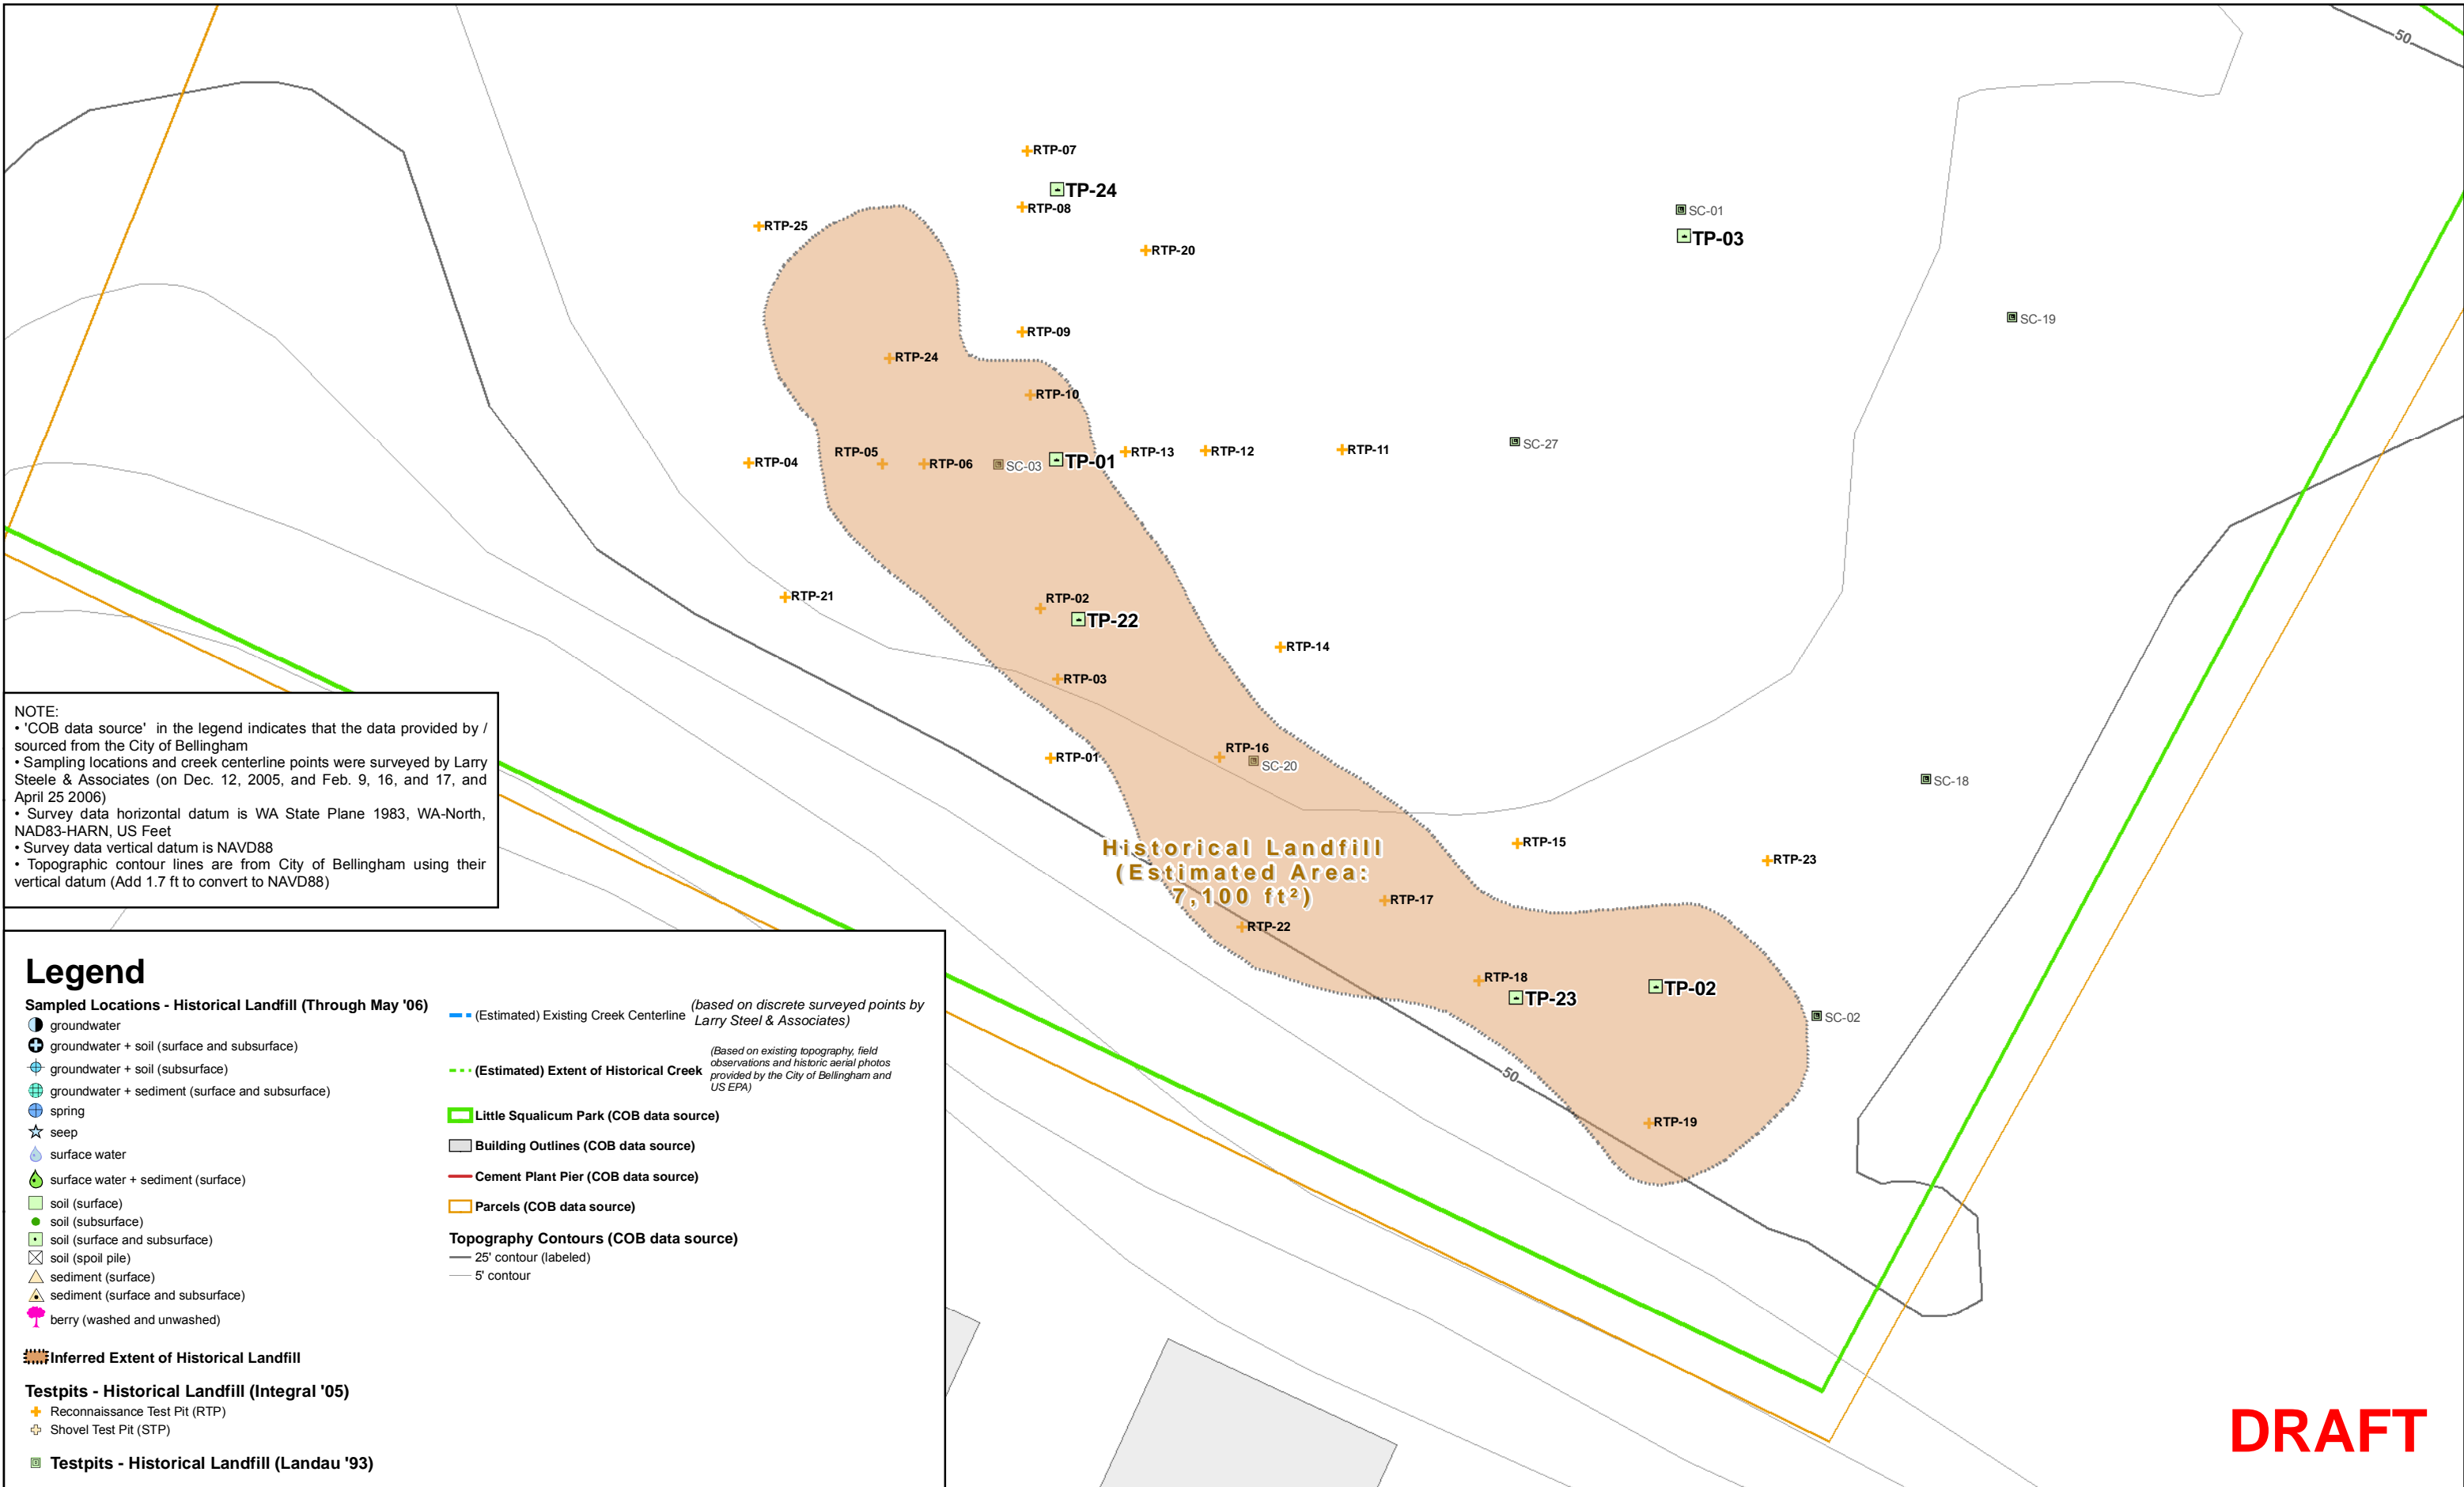 50
RTP-07
TP-24
RTP-08
SC-01
RTP-25
TP-03
RTP-20
SC-19
RTP-09
RTP-24
RTP-10
SC-27
RTP-05
RTP-13
RTP-12
RTP-11
RTP-04
RTP-06
SC-03
TP-01
RTP-21
RTP-02
TP-22
RTP-14
RTP-03
RTP-16
RTP-01
SC-20
SC-18
Historical Landfill
(Estimated Area:
7,100 ft²)
RTP-15
RTP-23
RTP-17
RTP-22
RTP-18
TP-23
TP-02
SC-02
50
RTP-19
NOTE:
• 'COB data source' in the legend indicates that the data provided by /
sourced from the City of Bellingham
• Sampling locations and creek centerline points were surveyed by Larry
Steele & Associates (on Dec. 12, 2005, and Feb. 9, 16, and 17, and
April 25 2006)
• Survey data horizontal datum is WA State Plane 1983, WA-North,
NAD83-HARN, US Feet
• Survey data vertical datum is NAVD88
• Topographic contour lines are from City of Bellingham using their
vertical datum (Add 1.7 ft to convert to NAVD88)
Legend
Sampled Locations - Historical Landfill (Through May '06)
groundwater
groundwater + soil (surface and subsurface)
groundwater + soil (subsurface)
groundwater + sediment (surface and subsurface)
spring
seep
surface water
surface water + sediment (surface)
soil (surface)
soil (subsurface)
soil (surface and subsurface)
soil (spoil pile)
sediment (surface)
sediment (surface and subsurface)
berry (washed and unwashed)
Inferred Extent of Historical Landfill
Testpits - Historical Landfill (Integral '05)
Reconnaissance Test Pit (RTP)
Shovel Test Pit (STP)
Testpits - Historical Landfill (Landau '93)
(Estimated) Existing Creek Centerline
(based on discrete surveyed points by
Larry Steel & Associates)
(Estimated) Extent of Historical Creek
(Based on existing topography, field
observations and historic aerial photos
provided by the City of Bellingham and
US EPA)
Little Squalicum Park (COB data source)
Building Outlines (COB data source)
Cement Plant Pier (COB data source)
Parcels (COB data source)
Topography Contours (COB data source)
25' contour (labeled)
5' contour
DRAFT